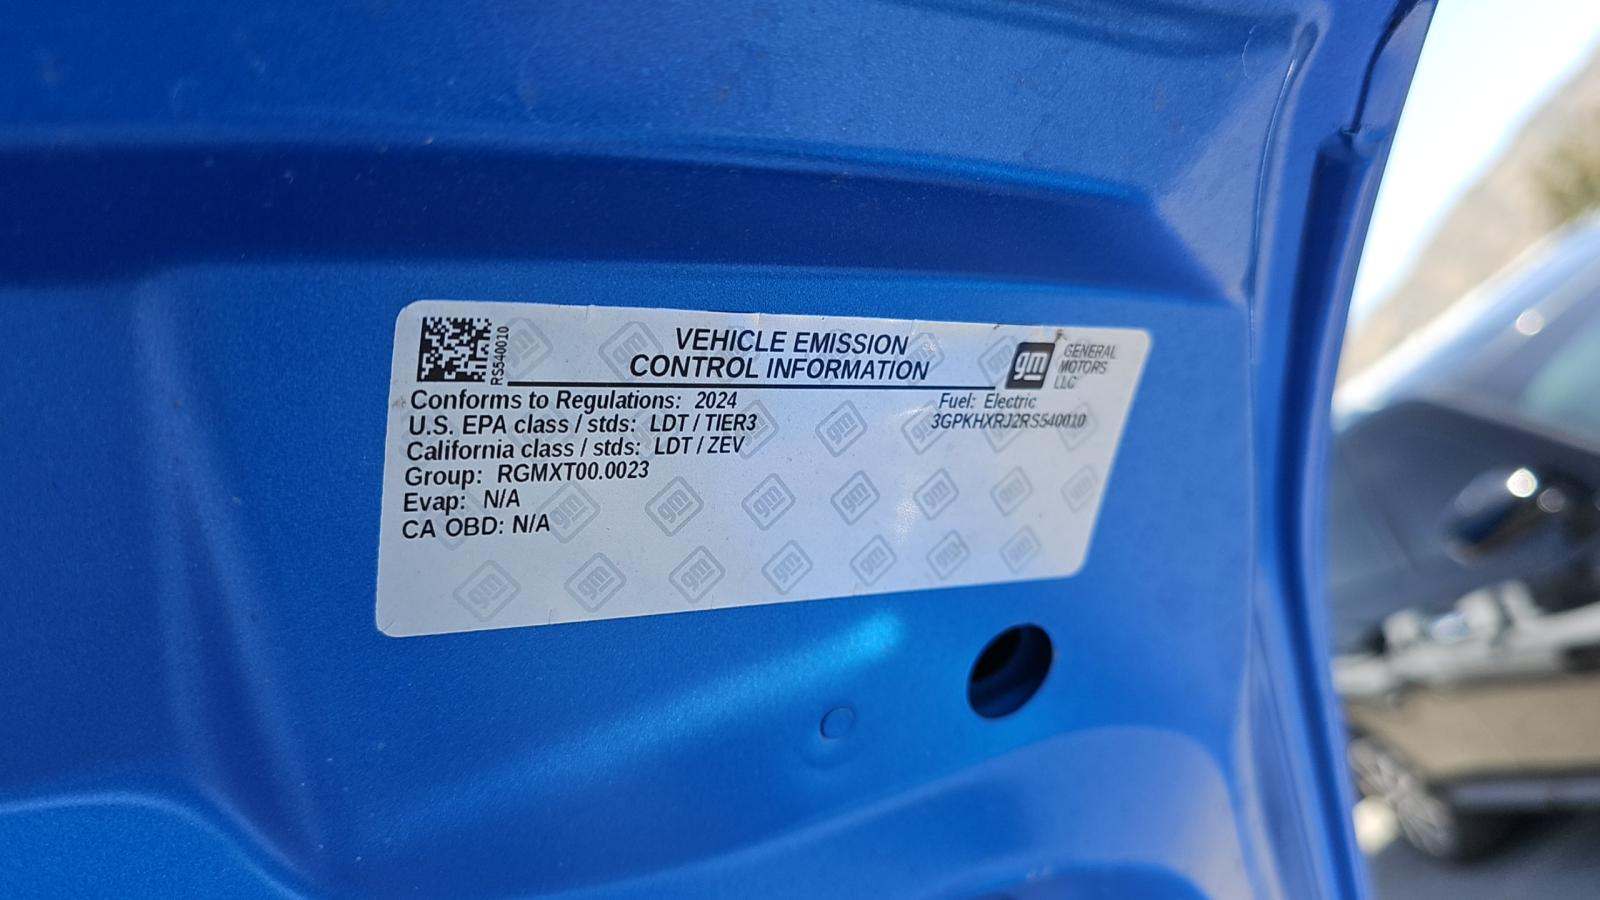 RS540010
VEHICLE EMISSION
CONTROL INFORMATION
gm GENERAL
MOTORS
LLC
Conforms to Regulations: 2024
U.S. EPA class / stds: LDT / TIER3
California class / stds: LDT / ZEV
Group: RGMXT00.0023
Evap: N/A
CA OBD: N/A
Fuel: Electric
3GPKHXRJ2RS540010